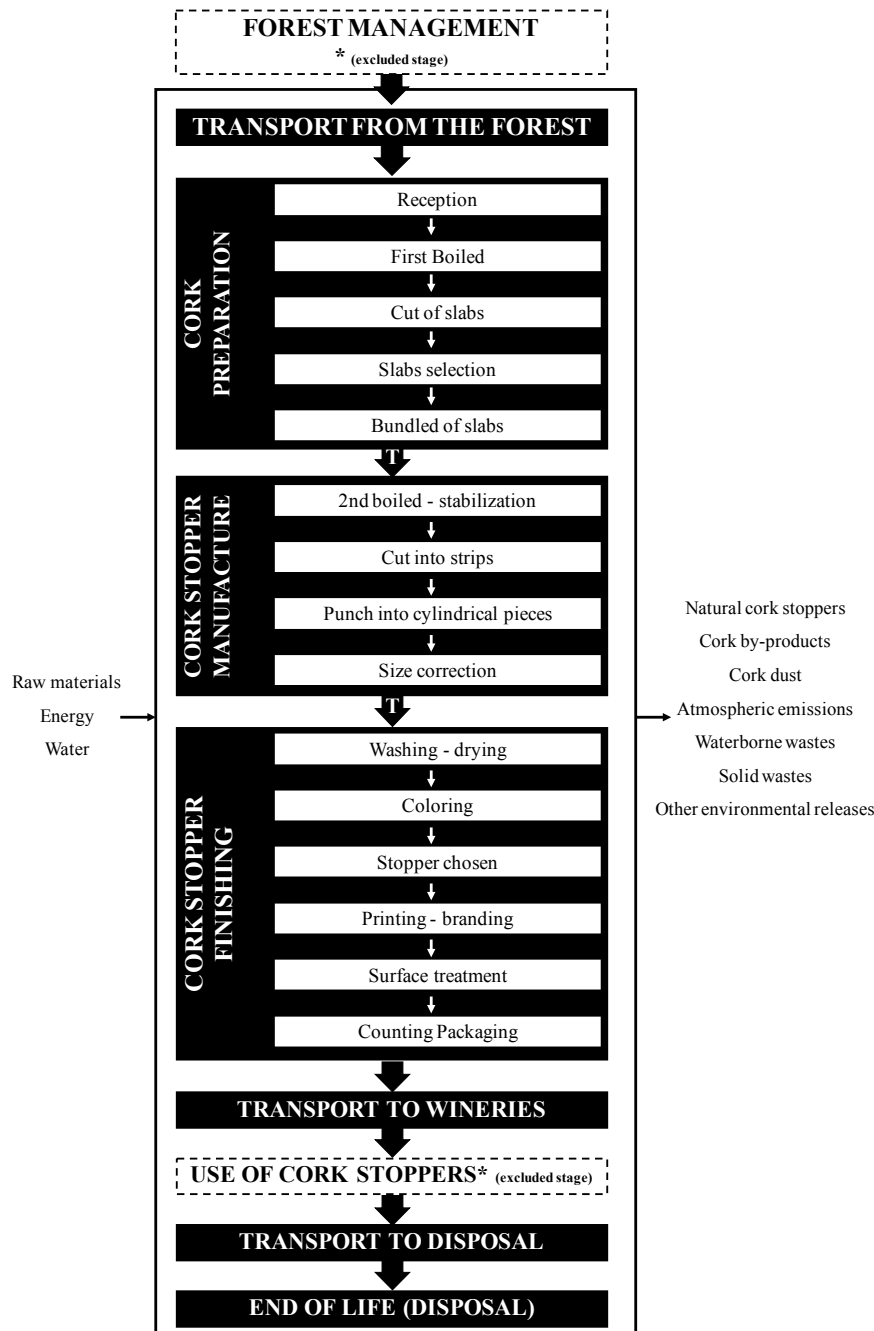 FOREST MANAGEMENT
* (excluded stage)
TRANSPORT FROM THE FOREST
CORK
PREPARATION
Reception
First Boiled
Cut of slabs
Slabs selection
Bundled of slabs
T
CORK STOPPER
MANUFACTURE
2nd boiled - stabilization
Cut into strips
Punch into cylindrical pieces
Size correction
T
CORK STOPPER
FINISHING
Washing - drying
Coloring
Stopper chosen
Printing - branding
Surface treatment
Counting Packaging
TRANSPORT TO WINERIES
USE OF CORK STOPPERS* (excluded stage)
TRANSPORT TO DISPOSAL
END OF LIFE (DISPOSAL)
Raw materials
Energy
Water
Natural cork stoppers
Cork by-products
Cork dust
Atmospheric emissions
Waterborne wastes
Solid wastes
Other environmental releases